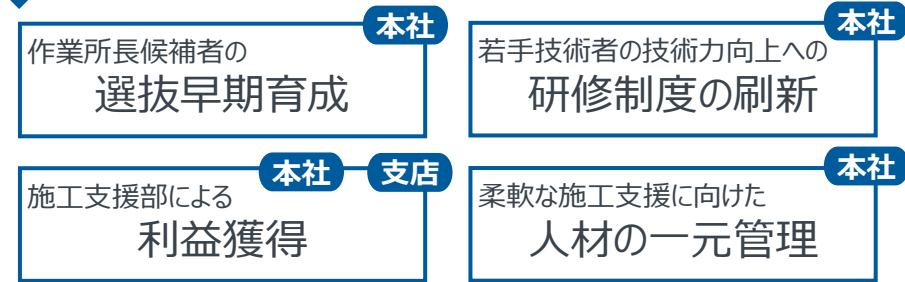 本社
作業所長候補者の
選抜早期育成
本社
若手技術者の技術力向上への
研修制度の刷新
本社 支店
施工支援部による
利益獲得
本社
柔軟な施工支援に向けた
人材の一元管理